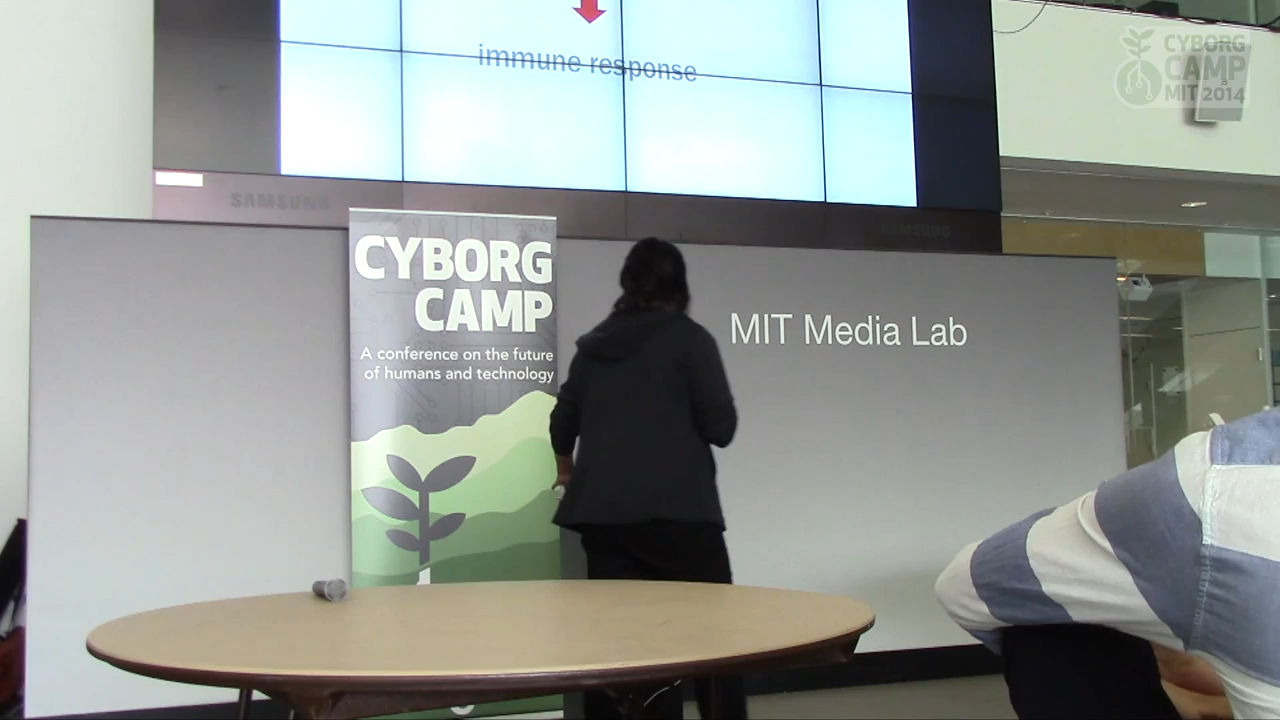 immune response
CYBORG
CAMP
MIT 2014
SAMSUNG
SAMSUNG
CYBORG
CAMP
A conference on the future
of humans and technology
MIT Media Lab